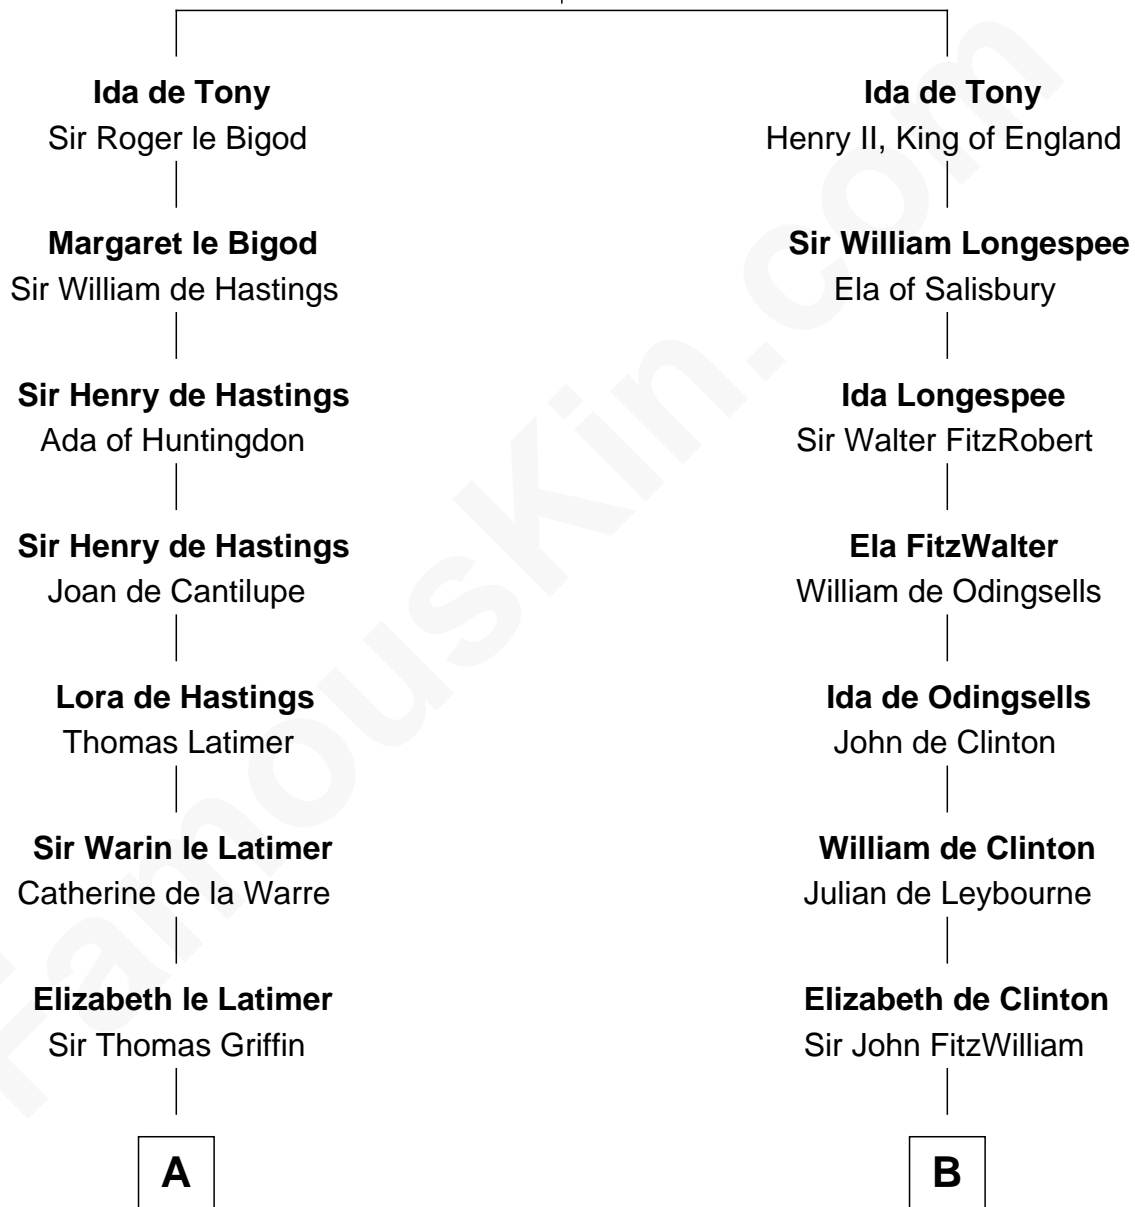 Ida de Tony
Sir Roger le Bigod
Margaret le Bigod
Sir William de Hastings
Sir Henry de Hastings
Ada of Huntingdon
Sir Henry de Hastings
Joan de Cantilupe
Lora de Hastings
Thomas Latimer
Sir Warin le Latimer
Catherine de la Warre
Elizabeth le Latimer
Sir Thomas Griffin
A
Ida de Tony
Henry II, King of England
Sir William Longespee
Ela of Salisbury
Ida Longespee
Sir Walter FitzRobert
Ela FitzWalter
William de Odingsells
Ida de Odingsells
John de Clinton
William de Clinton
Julian de Leybourne
Elizabeth de Clinton
Sir John FitzWilliam
B
FamousKin.com